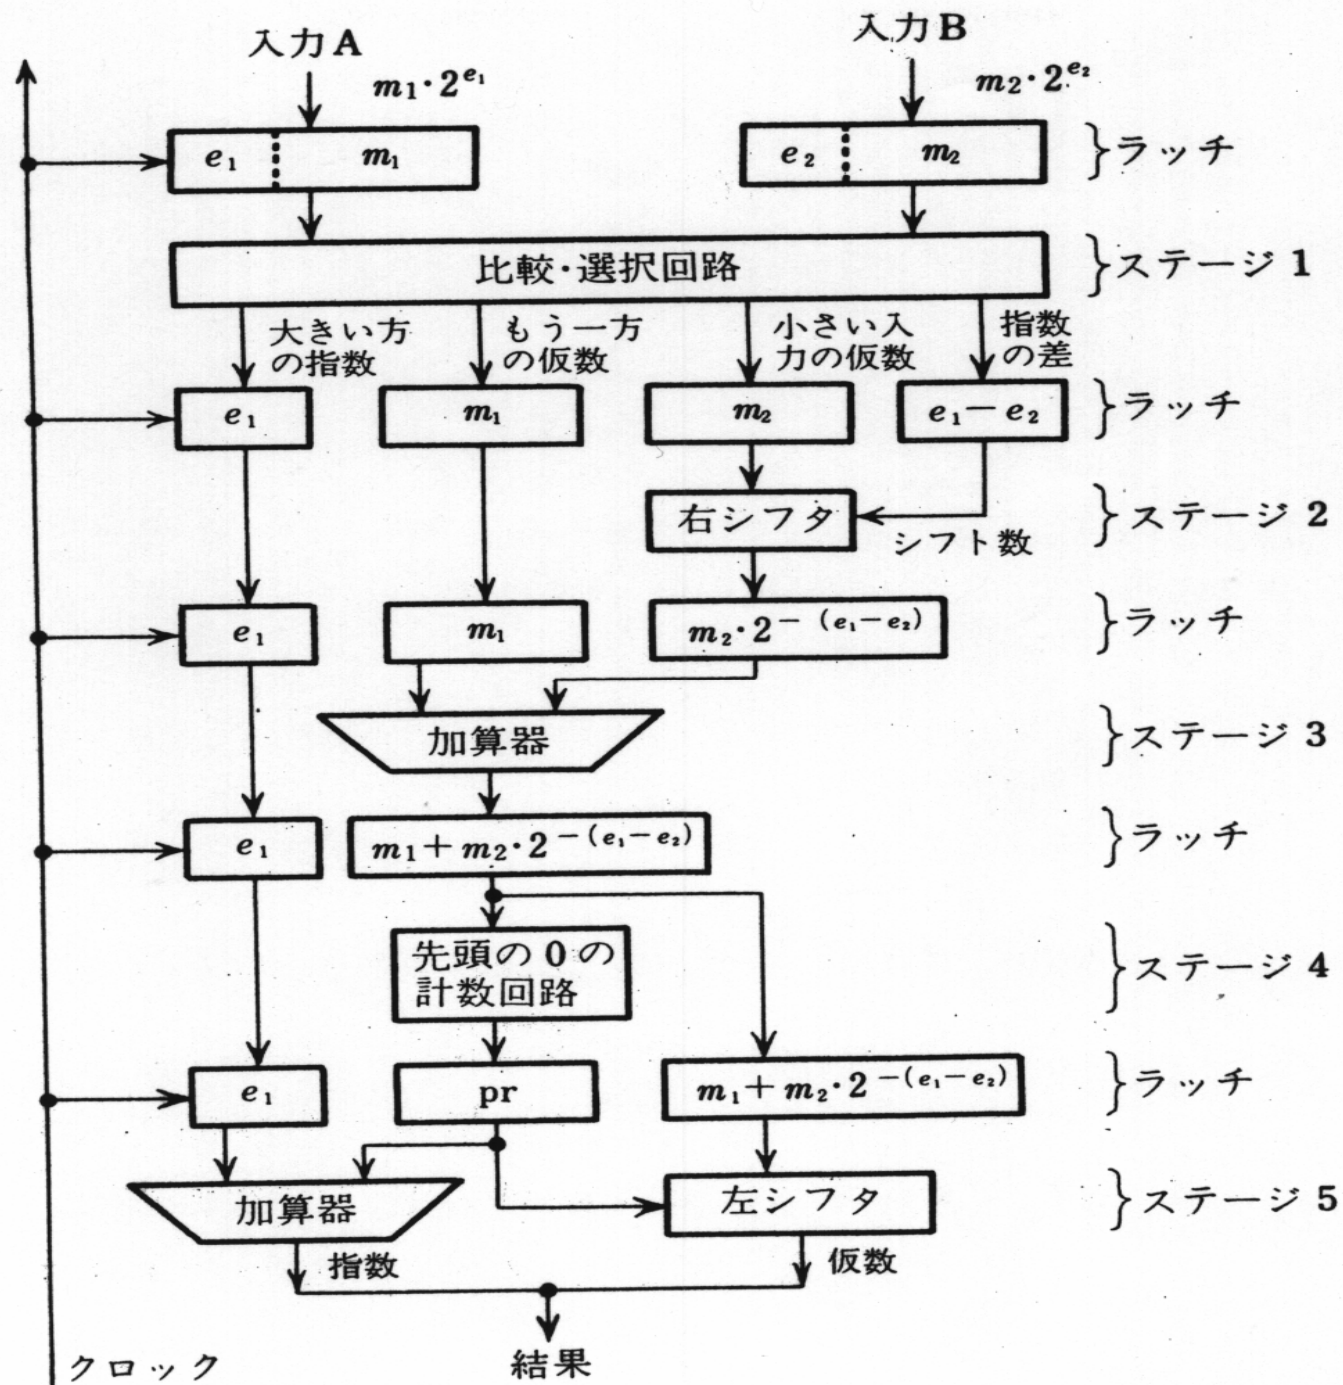 入力A
入力B
m₁·2^e₁
m₂·2^e₂
e₁ m₁
e₂ m₂
ラッチ
比較・選択回路
ステージ 1
大きい方
の指数
もう一方
の仮数
小さい入
力の仮数
指数
の差
e₁
m₁
m₂
e₁－e₂
ラッチ
右シフタ
シフト数
ステージ 2
e₁
m₁
m₂·2^－(e₁－e₂)
ラッチ
加算器
ステージ 3
e₁
m₁＋m₂·2^－(e₁－e₂)
ラッチ
先頭の0の
計数回路
ステージ 4
e₁
pr
m₁＋m₂·2^－(e₁－e₂)
ラッチ
加算器
左シフタ
ステージ 5
指数
仮数
クロック
結果